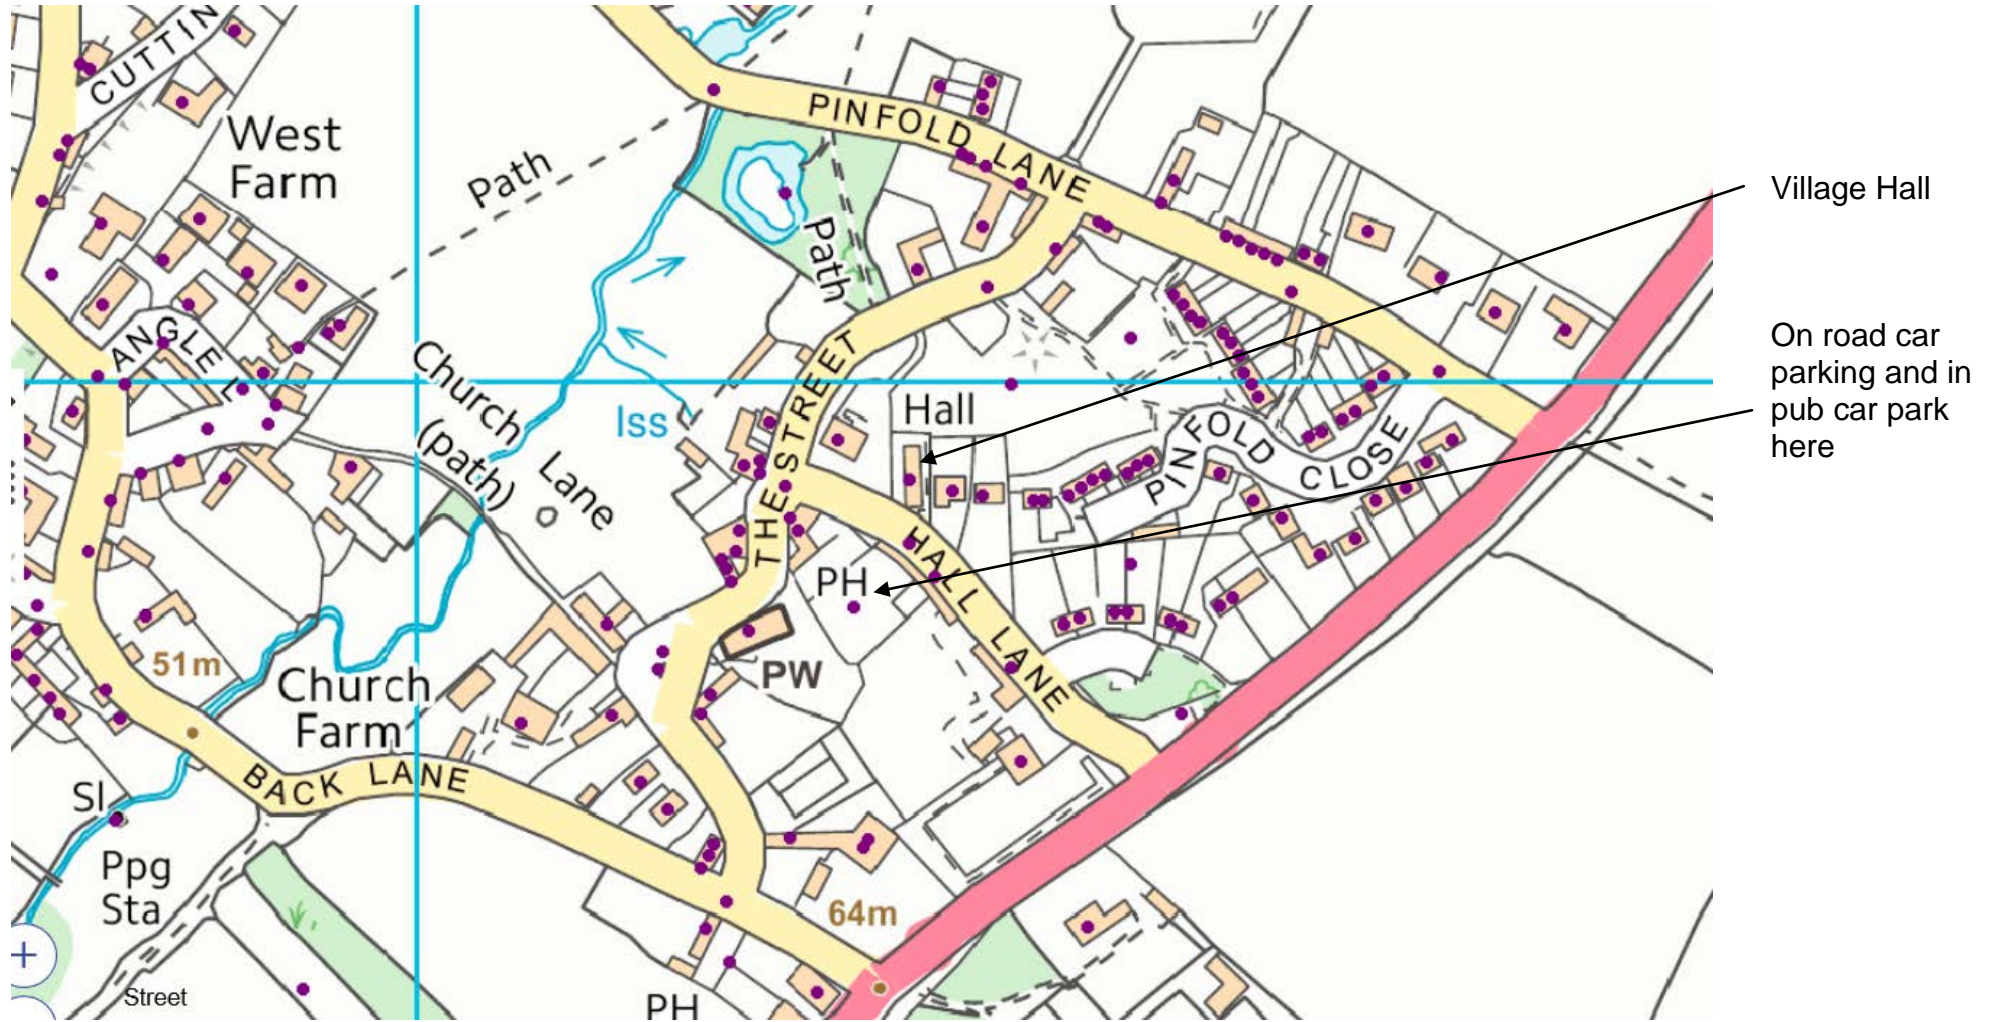 CUTTIN
West
Farm
Path
PINFOLD LANE
Path
Village Hall
ANGLE L
Church
(path)
Iss
Lane
THE STREET
Hall
PINFOLD CLOSE
On road car
parking and in
pub car park
here
HALL LANE
PH
PW
51m
Church
Farm
BACK LANE
SI
Ppg
Sta
64m
Street
PH